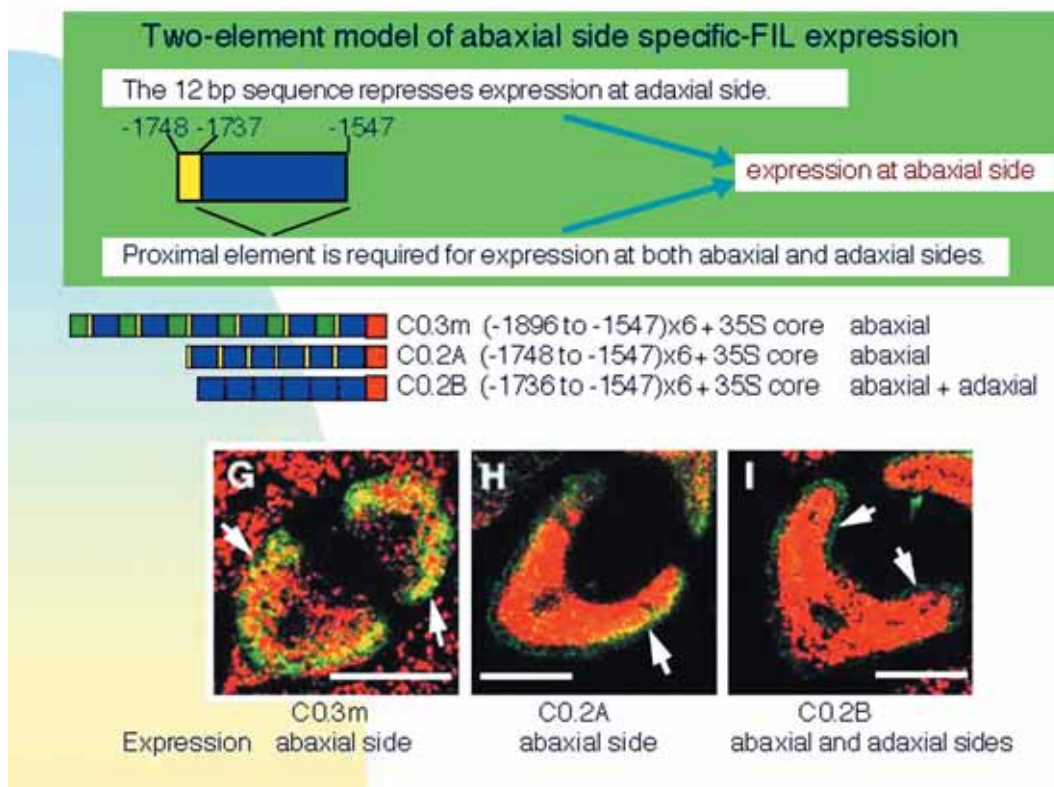 Two-element model of abaxial side specific-FIL expression
The 12 bp sequence represses expression at adaxial side.
-1748 -1737 -1547
expression at abaxial side
Proximal element is required for expression at both abaxial and adaxial sides.
C0.3m (-1896 to -1547)x6 + 35S core abaxial
C0.2A (-1748 to -1547)x6 + 35S core abaxial
C0.2B (-1736 to -1547)x6 + 35S core abaxial + adaxial
G H I
C0.3m C0.2A C0.2B
Expression abaxial side abaxial side abaxial and adaxial sides